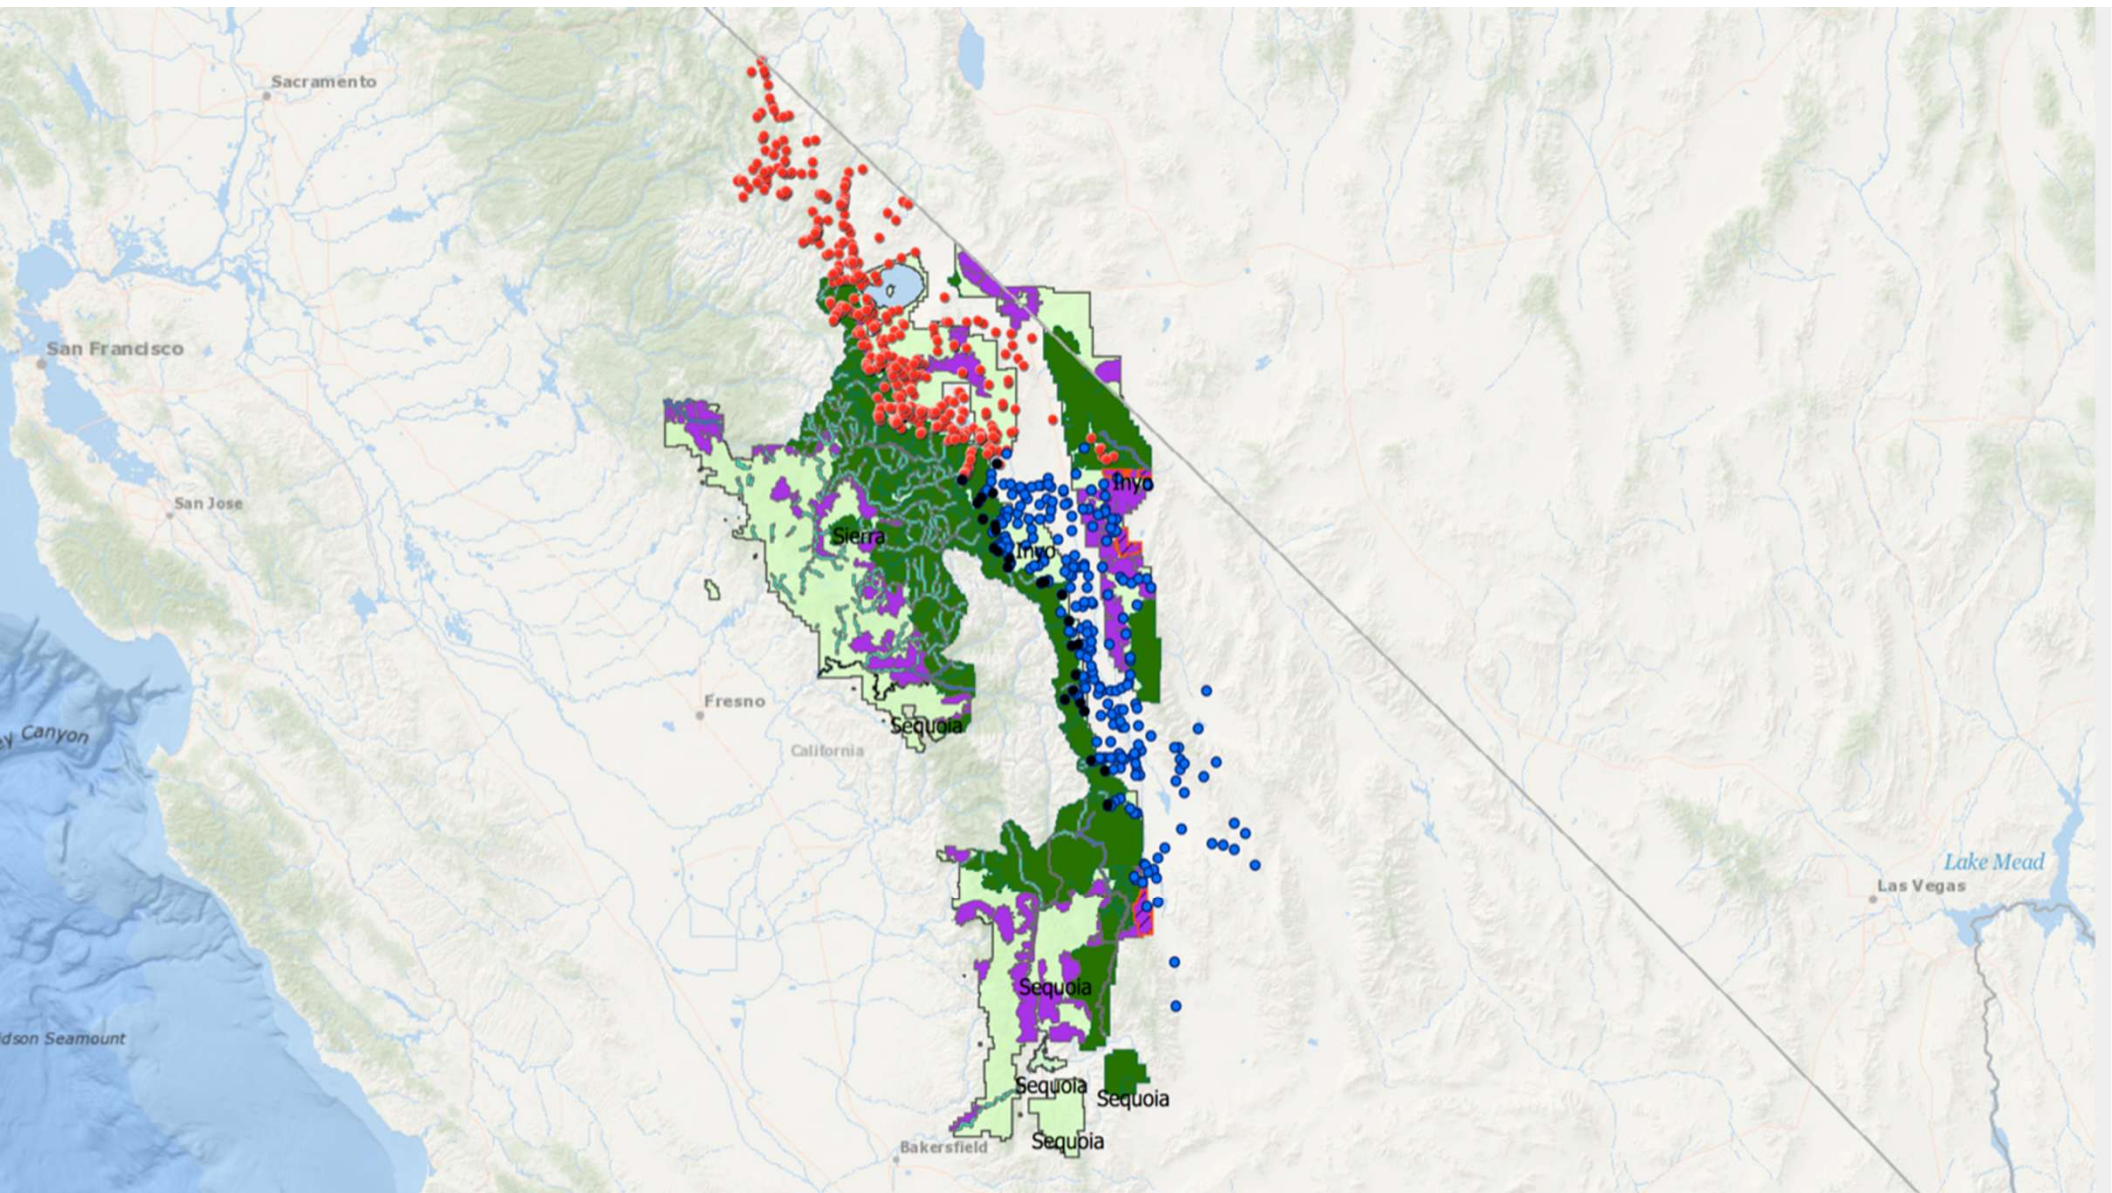 Sacramento
San Francisco
Inyo
San Jose
Sierra
Inyo
Fresno
Sequoia
ey Canyon
California
Lake Mead
Las Vegas
Sequoia
dson Seamount
Sequoia
Sequoia
Sequoia
Bakersfield